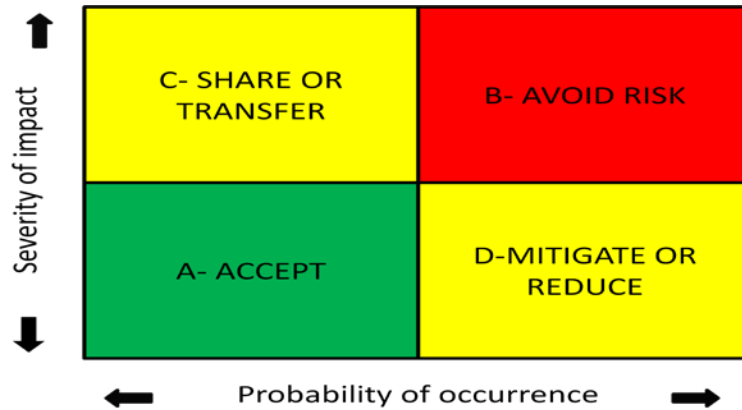 Severity of impact
C- SHARE OR
TRANSFER
B- AVOID RISK
A- ACCEPT
D-MITIGATE OR
REDUCE
Probability of occurrence